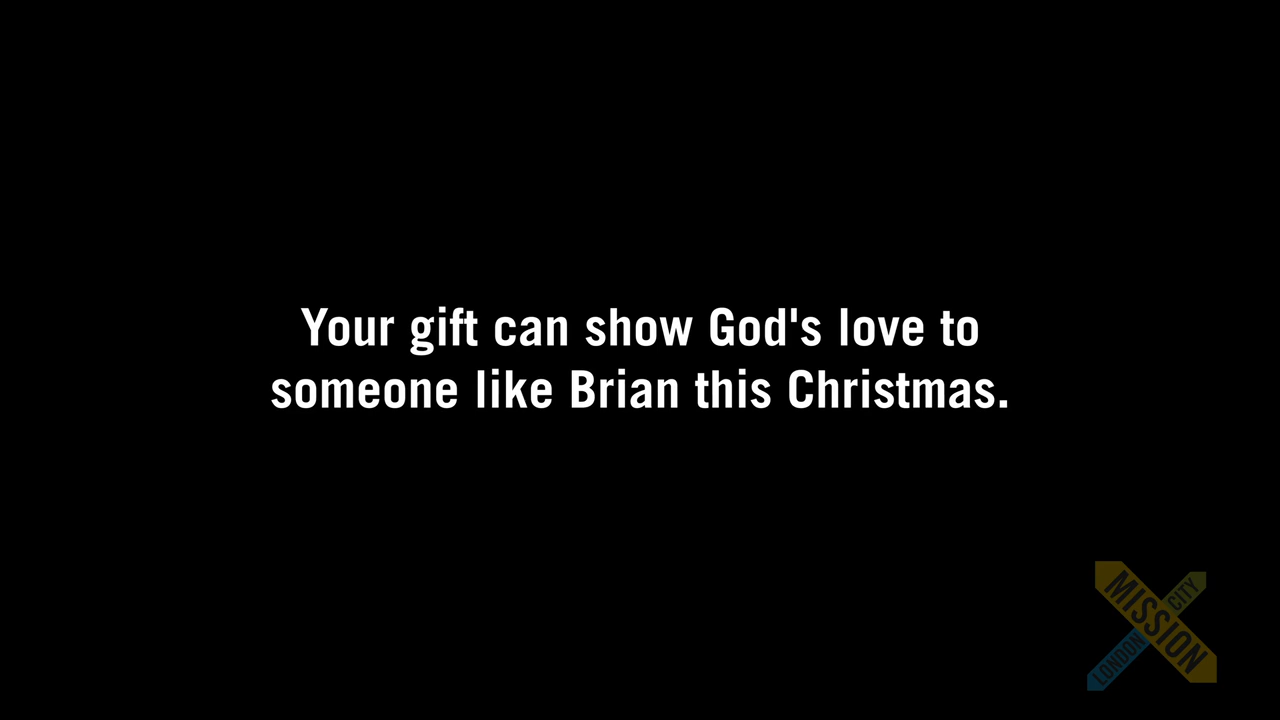 Your gift can show God's love to
someone like Brian this Christmas.
LONDON
CITY
MISSION